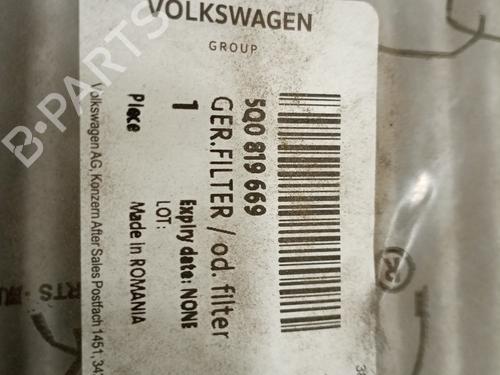 VOLKSWAGEN
GROUP
5Q0 819 669
GER.FILTER / od. filter
1
Piece
Expiry date: NONE
LOT:
Made in ROMANIA
Volkswagen AG, Konzern After Sales Postfach 1451, 34
B-PARTS